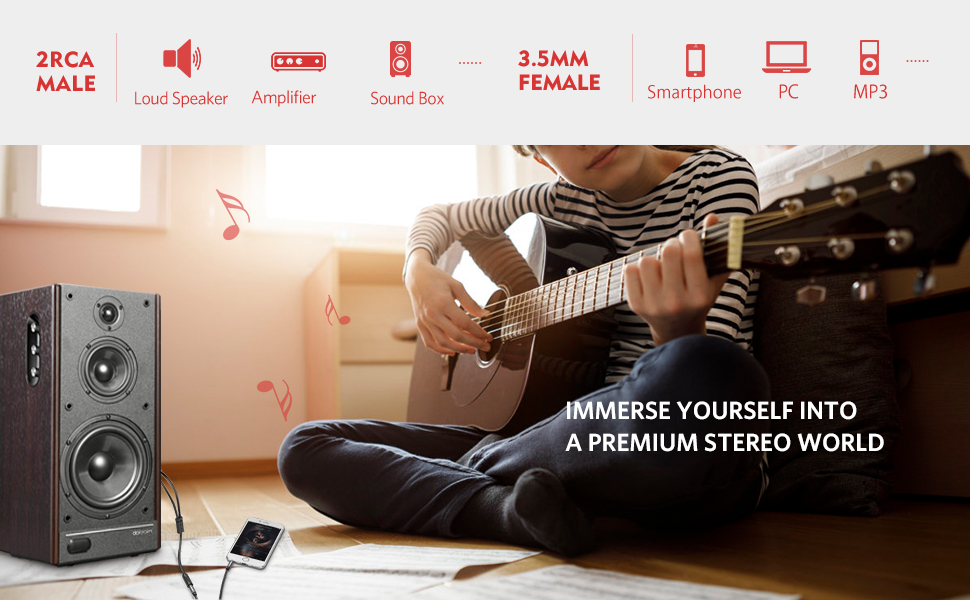 2RCA
MALE
Loud Speaker
Amplifier
Sound Box
......
3.5MM
FEMALE
Smartphone
PC
MP3
......
IMMERSE YOURSELF INTO
A PREMIUM STEREO WORLD